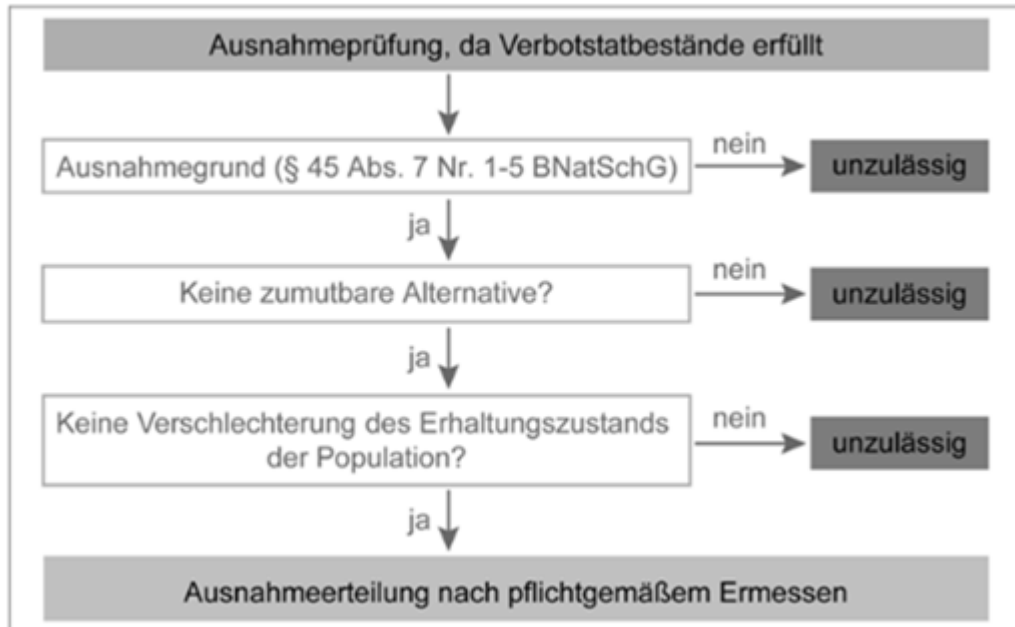 Ausnahmeprüfung, da Verbotstatbestände erfüllt
Ausnahmegrund (§ 45 Abs. 7 Nr. 1-5 BNatSchG)
nein
unzulässig
ja
Keine zumutbare Alternative?
nein
unzulässig
ja
Keine Verschlechterung des Erhaltungszustands
der Population?
nein
unzulässig
ja
Ausnahmeerteilung nach pflichtgemäßem Ermessen